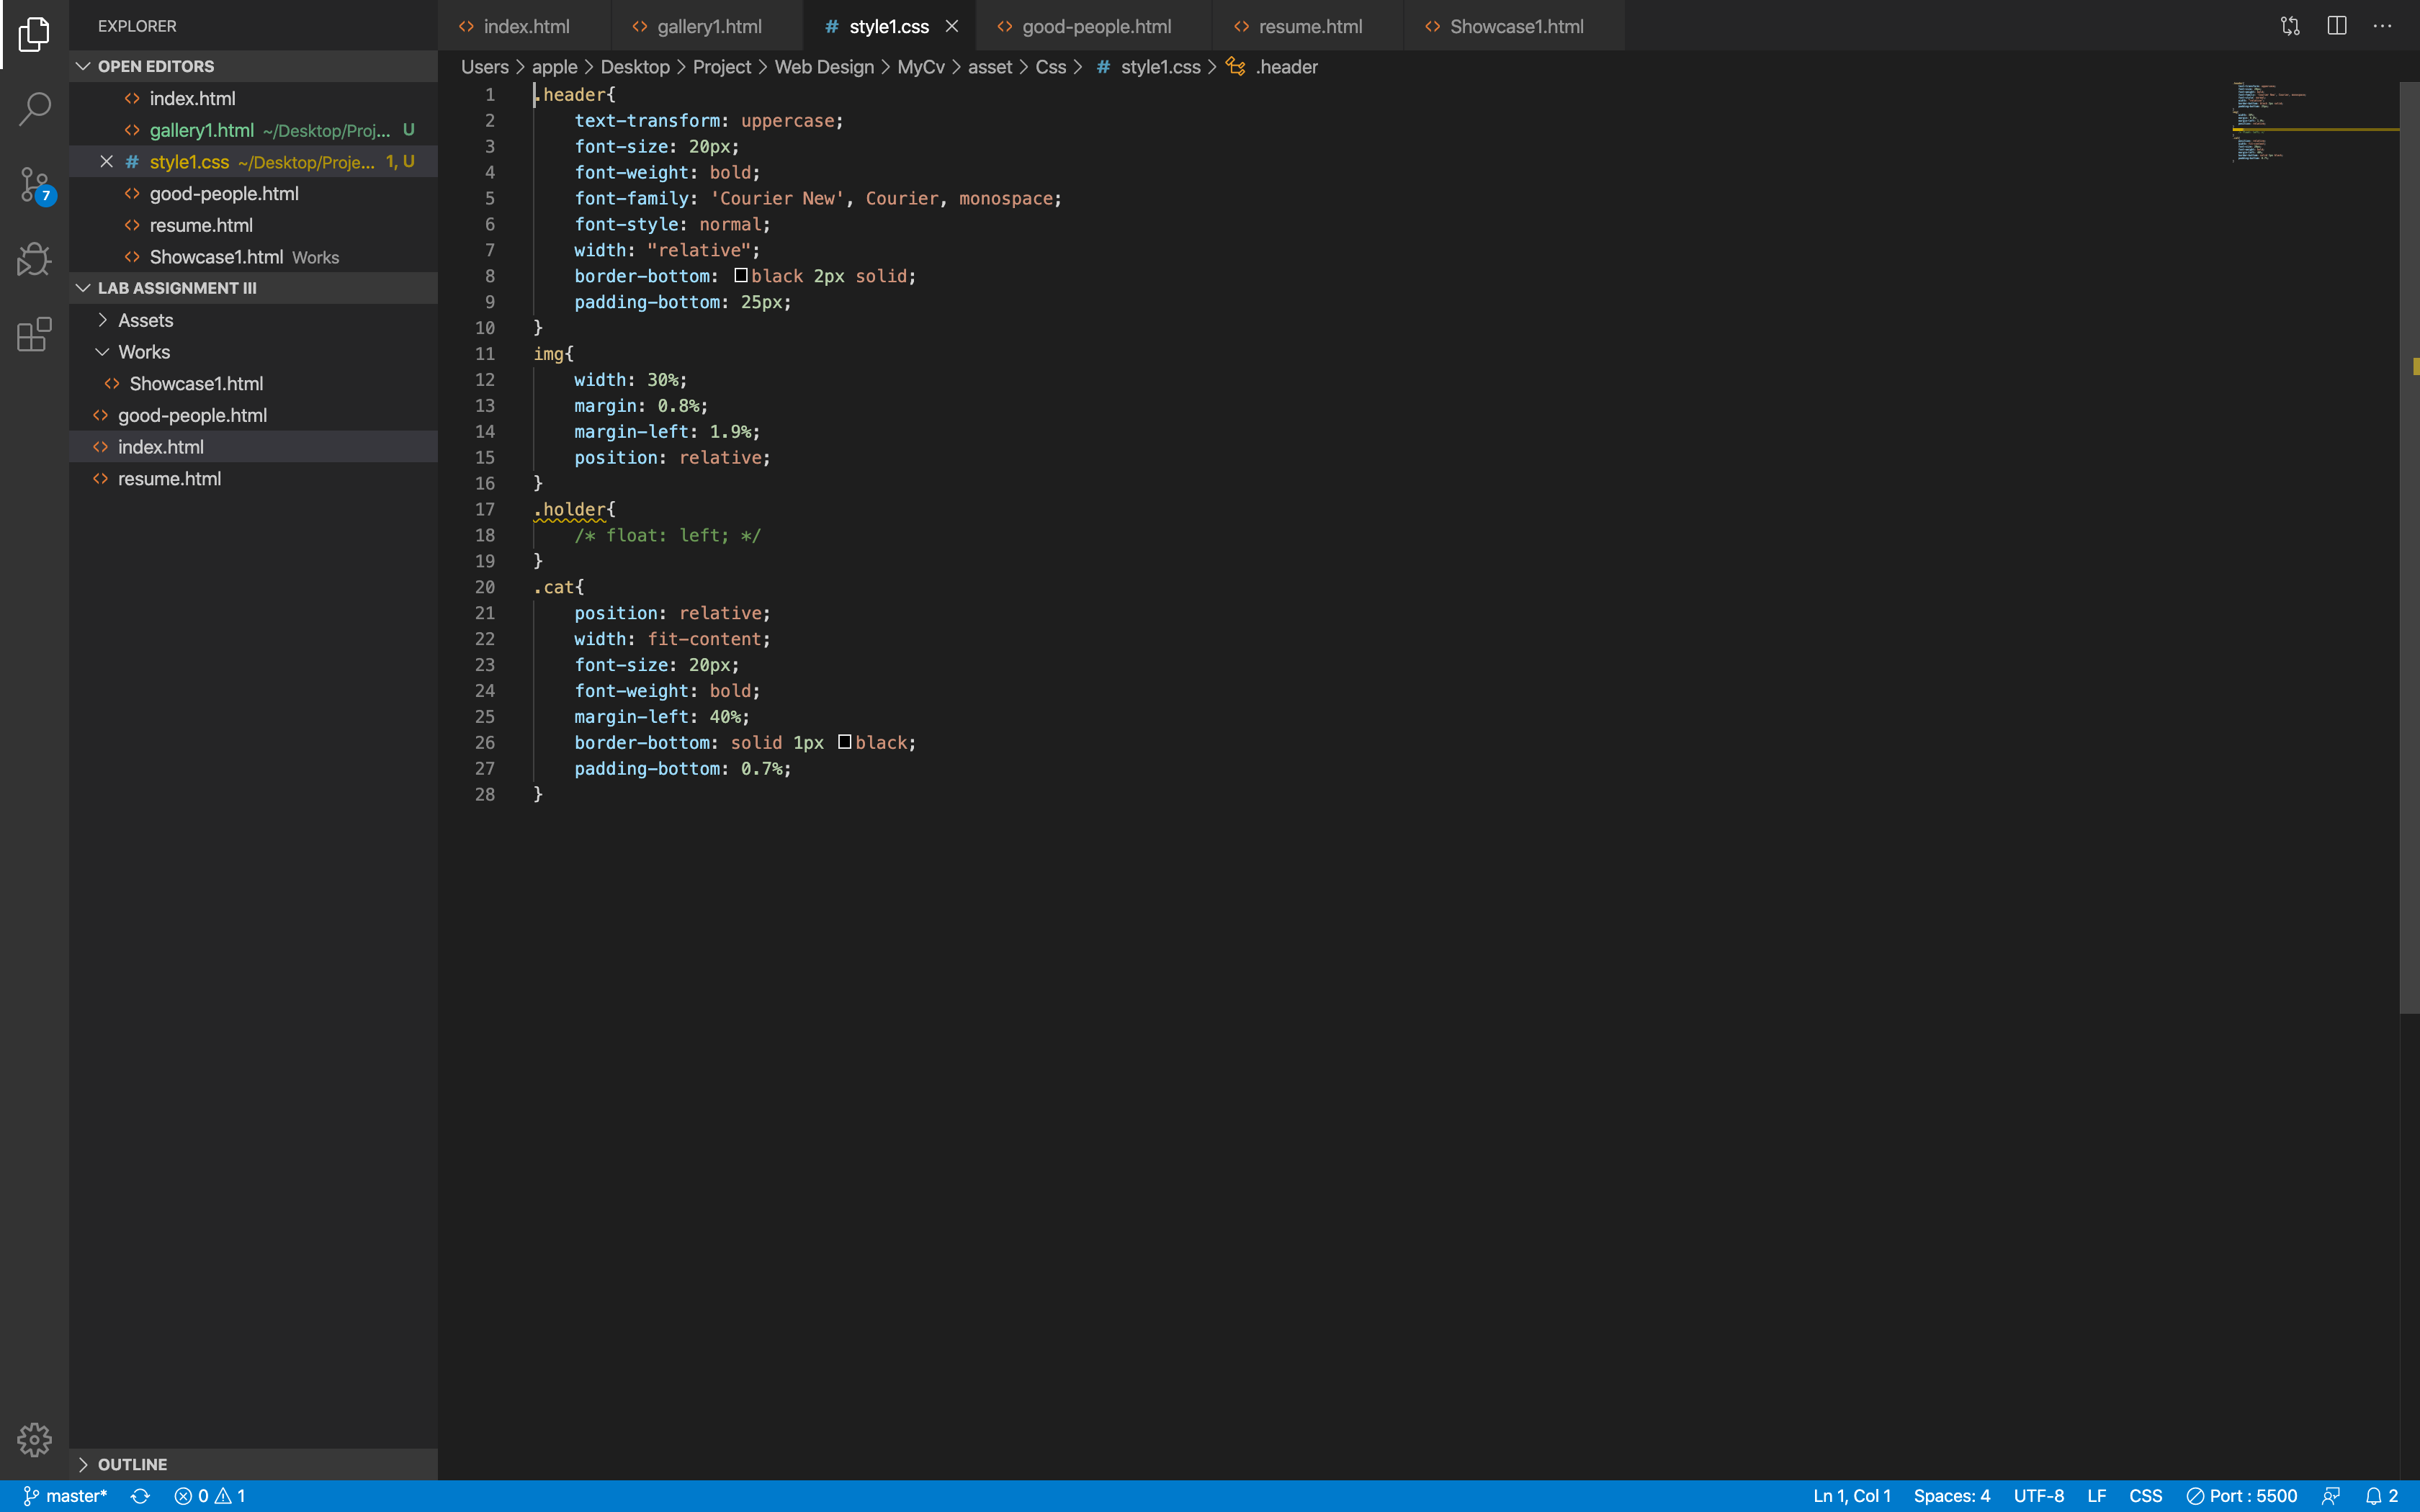 EXPLORER
OPEN EDITORS
index.html
gallery1.html ~/Desktop/Proj... U
style1.css ~/Desktop/Proje... 1, U
good-people.html
resume.html
Showcase1.html Works
LAB ASSIGNMENT III
Assets
Works
Showcase1.html
good-people.html
index.html
resume.html
OUTLINE
7
index.html gallery1.html # style1.css good-people.html resume.html Showcase1.html
Users > apple > Desktop > Project > Web Design > MyCv > asset > Css > # style1.css > .header
1 .header{
2 text-transform: uppercase;
3 font-size: 20px;
4 font-weight: bold;
5 font-family: 'Courier New', Courier, monospace;
6 font-style: normal;
7 width: "relative";
8 border-bottom: black 2px solid;
9 padding-bottom: 25px;
10 }
11 img{
12 width: 30%;
13 margin: 0.8%;
14 margin-left: 1.9%;
15 position: relative;
16 }
17 .holder{
18 /* float: left; */
19 }
20 .cat{
21 position: relative;
22 width: fit-content;
23 font-size: 20px;
24 font-weight: bold;
25 margin-left: 40%;
26 border-bottom: solid 1px black;
27 padding-bottom: 0.7%;
28 }
master* 0 1 Ln 1, Col 1 Spaces: 4 UTF-8 LF CSS Port : 5500 2